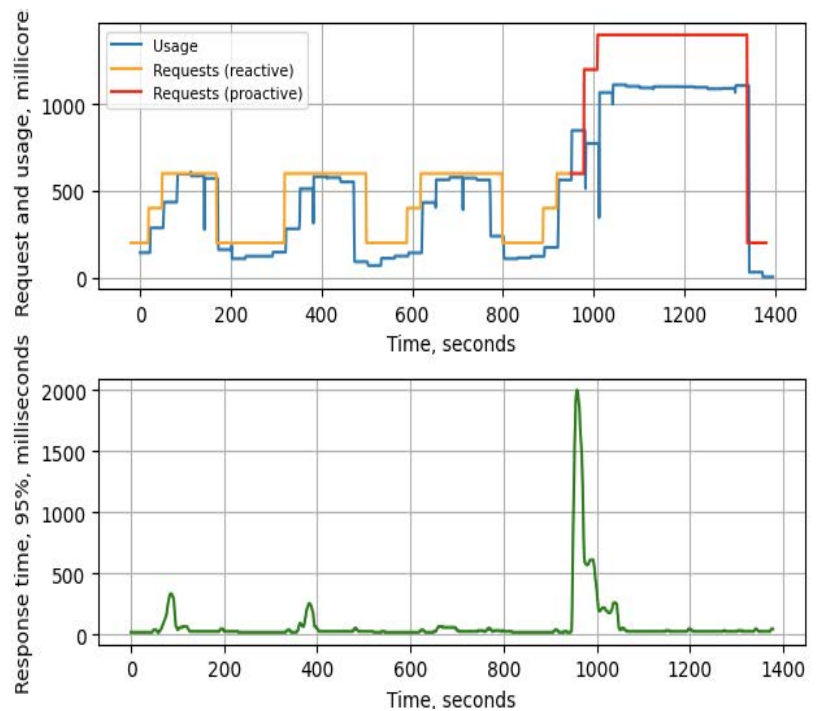 Request and usage, millicore
Usage
Requests (reactive)
Requests (proactive)
1000
500
0
0 200 400 600 800 1000 1200 1400
Time, seconds
Response time, 95%, milliseconds
2000
1500
1000
500
0
0 200 400 600 800 1000 1200 1400
Time, seconds